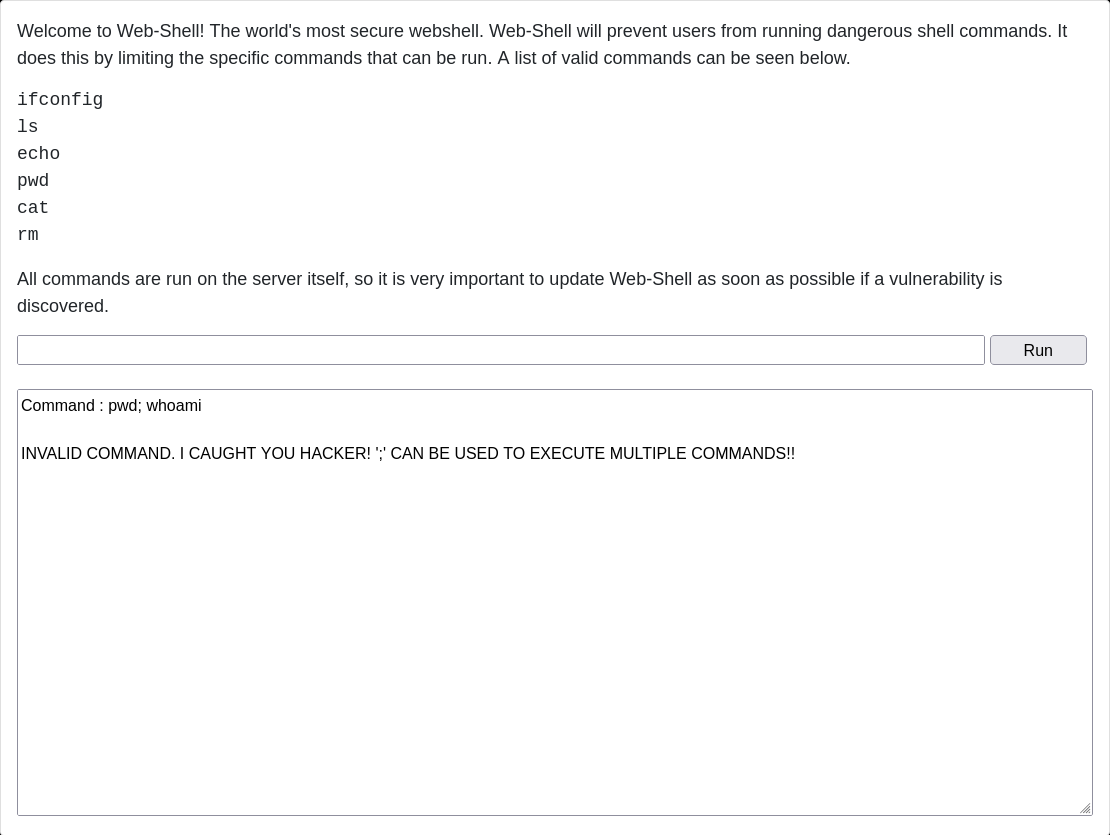 Welcome to Web-Shell! The world's most secure webshell. Web-Shell will prevent users from running dangerous shell commands. It
does this by limiting the specific commands that can be run. A list of valid commands can be seen below.
ifconfig
ls
echo
pwd
cat
rm
All commands are run on the server itself, so it is very important to update Web-Shell as soon as possible if a vulnerability is
discovered.
Run
Command : pwd; whoami
INVALID COMMAND. I CAUGHT YOU HACKER! ';' CAN BE USED TO EXECUTE MULTIPLE COMMANDS!!